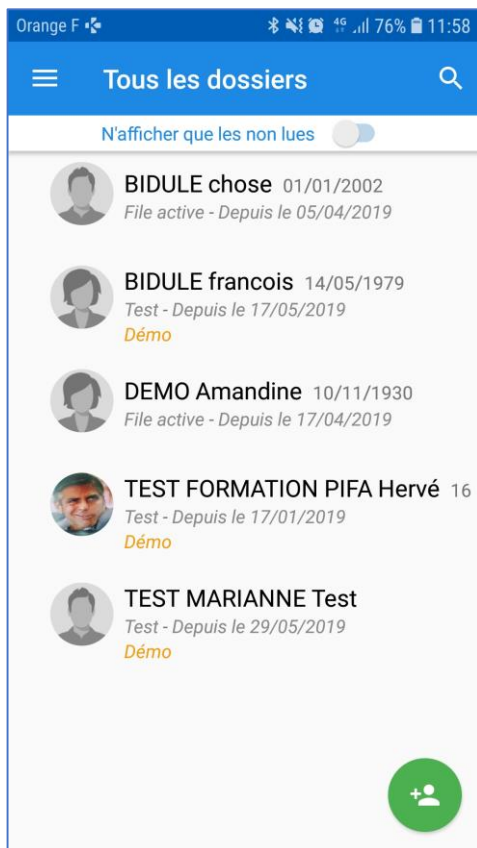 Orange F 4G 76% 11:58
Tous les dossiers
N'afficher que les non lues
BIDULE chose 01/01/2002
File active - Depuis le 05/04/2019
BIDULE francois 14/05/1979
Test - Depuis le 17/05/2019
Démo
DEMO Amandine 10/11/1930
File active - Depuis le 17/04/2019
TEST FORMATION PIFA Hervé 16
Test - Depuis le 17/01/2019
Démo
TEST MARIANNE Test
Test - Depuis le 29/05/2019
Démo